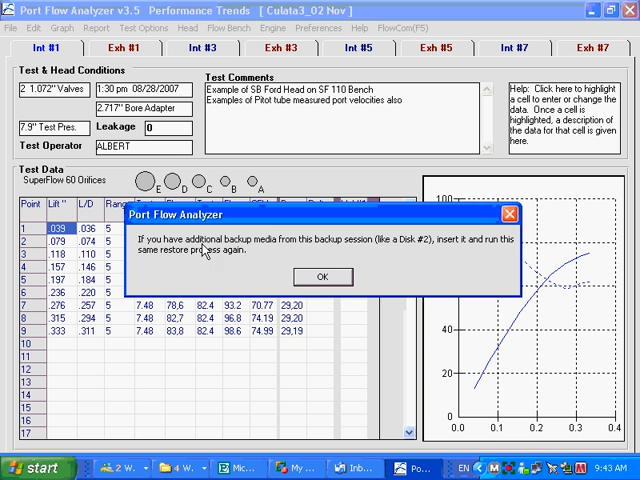 Port Flow Analyzer v3.5 Performance Trends [ Culata3_02 Nov ]
File Edit Graph Report Test Options Head Flow Bench Engine Preferences Help FlowCom(F5)
Int #1 Exh #1 Int #3 Exh #3 Int #5 Exh #5 Int #7 Exh #7
Test & Head Conditions
2 1.072" Valves 1:30 pm 08/28/2007
2.717" Bore Adapter
7.9" Test Pres. Leakage 0
Test Operator ALBERT
Test Comments
Example of SB Ford Head on SF 110 Bench
Examples of Pitot tube measured port velocities also
Help: Click here to highlight
a cell to enter or change the
data. Once a cell is
highlighted, a description of
the data for that cell is given
here.
Test Data
SuperFlow 60 Orifices
E D C B A
Point Lift " L/D Rang
1 .039 .036 5
2 .079 .074 5
3 .118 .110 5
4 .157 .146 5
5 .197 .184 5
6 .236 .220 5
7 .276 .257 5 7.48 78,6 82.4 93.2 70.77 29,20
8 .315 .294 5 7.48 82,7 82.4 96.8 74.19 29,20
9 .333 .311 5 7.48 83,8 82.4 98.6 74.99 29,19
10
11
12
13
14
15
16
17
Port Flow Analyzer
If you have additional backup media from this backup session (like a Disk #2), insert it and run this
same restore process again.
OK
100
60
40
20
0
0.0 0.1 0.2 0.3 0.4
start 2 W. 4 W. Micr... My ... Inb... Po... EN 9:43 AM